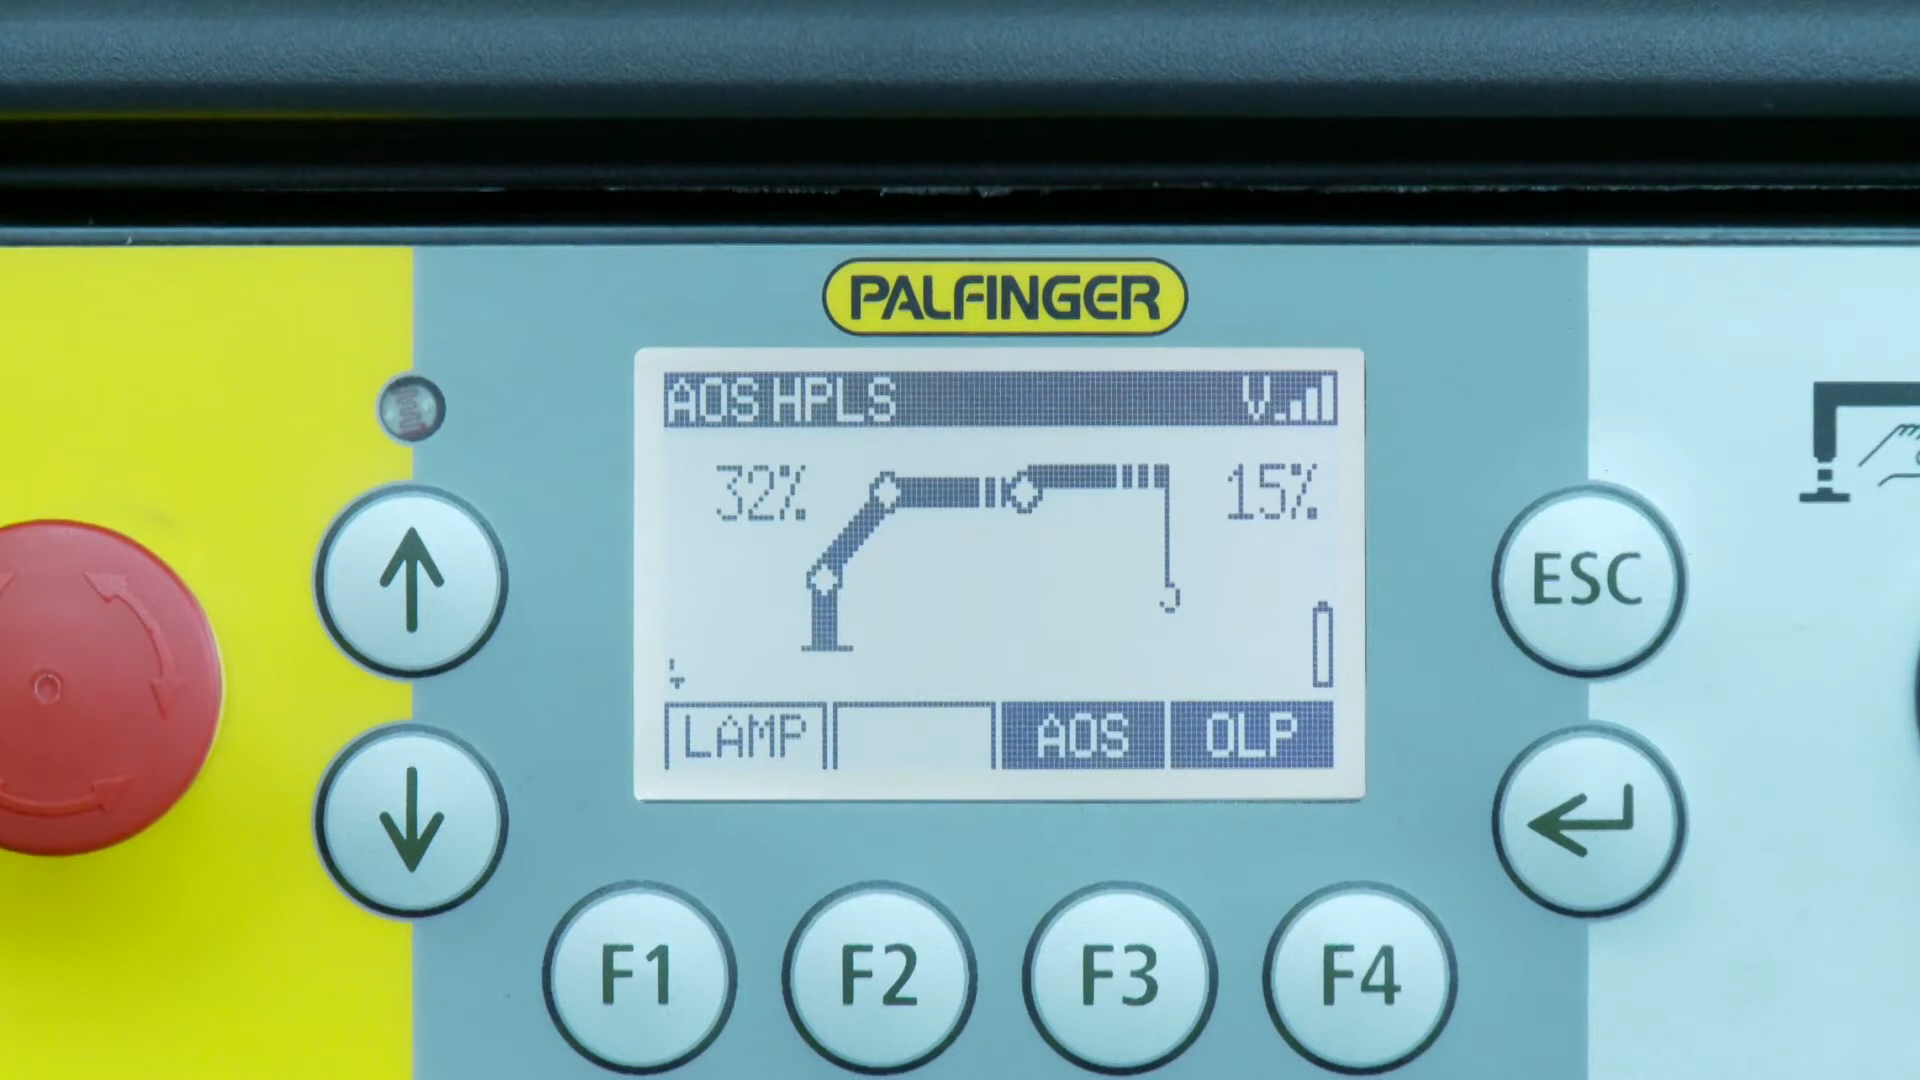 PALFINGER
AOS HPLS V.
32% 15%
LAMP AOS OLP
ESC
F1 F2 F3 F4